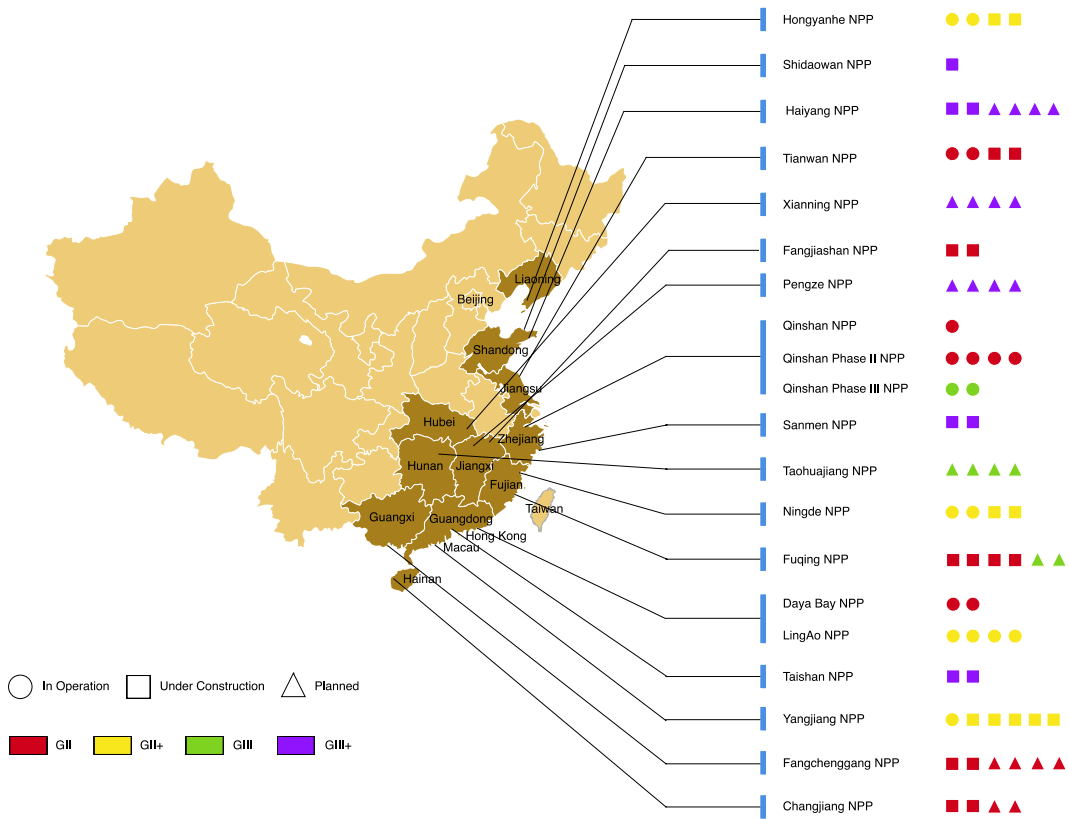 Hongyanhe NPP
Shidaowan NPP
Haiyang NPP
Tianwan NPP
Xianning NPP
Fangjiashan NPP
Pengze NPP
Qinshan NPP
Qinshan Phase II NPP
Qinshan Phase III NPP
Sanmen NPP
Taohuajiang NPP
Ningde NPP
Fuqing NPP
Daya Bay NPP
LingAo NPP
Taishan NPP
Yangjiang NPP
Fangchenggang NPP
Changjiang NPP
Liaoning
Beijing
Shandong
Jiangsu
Hubei
Zhejiang
Hunan
Jiangxi
Fujian
Taiwan
Guangxi
Guangdong
Hong Kong
Macau
Hainan
In Operation
Under Construction
Planned
GII
GII+
GIII
GIII+